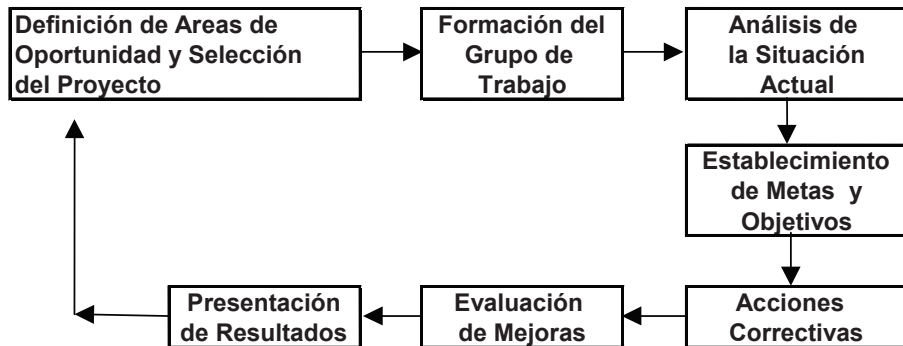 Definición de Areas de
Oportunidad y Selección
del Proyecto
Formación del
Grupo de
Trabajo
Análisis de
la Situación
Actual
Establecimiento
de Metas y
Objetivos
Acciones
Correctivas
Evaluación
de Mejoras
Presentación
de Resultados